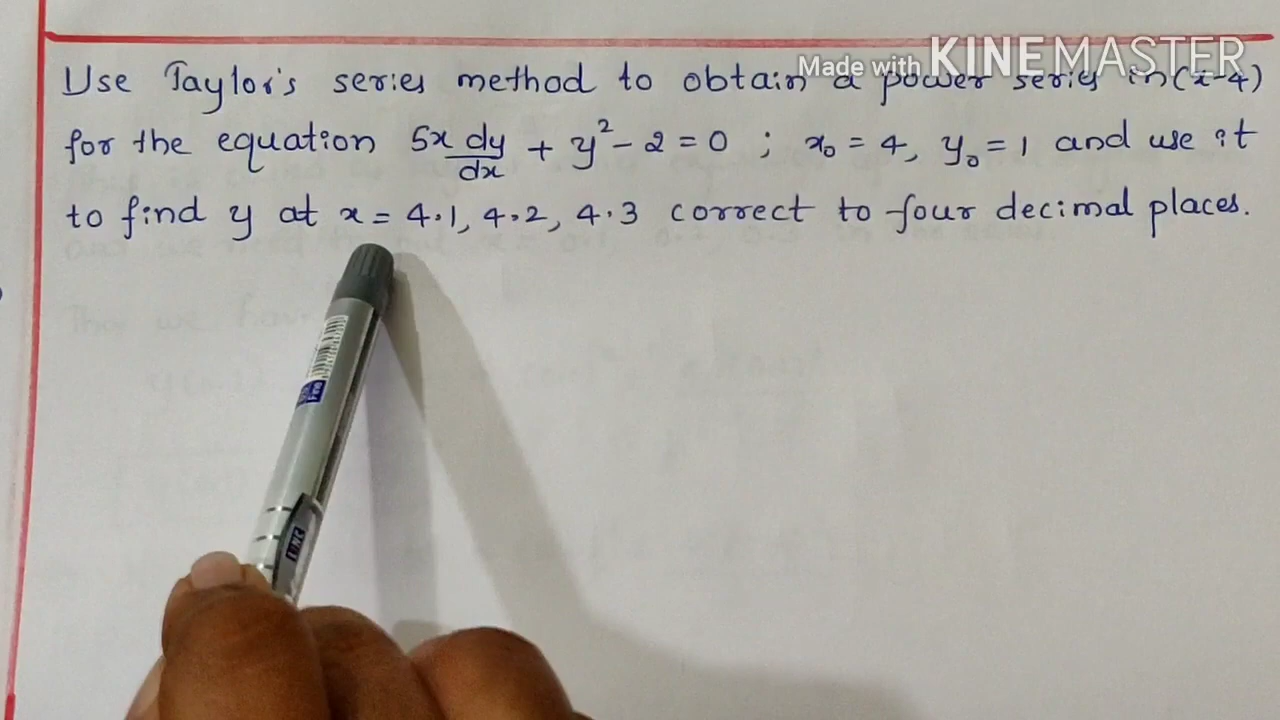 Made with KINEMASTER
Use Taylor's series method to obtain a power series in (x-4)
for the equation 5x dy/dx + y² - 2 = 0 ; x₀ = 4, y₀ = 1 and use it
to find y at x = 4.1, 4.2, 4.3 correct to four decimal places.